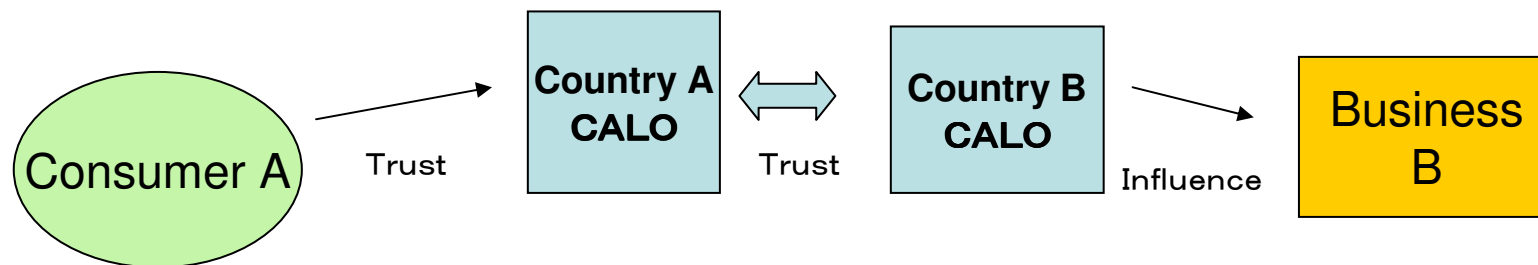 Consumer A
Trust
Country A
CALO
Trust
Country B
CALO
Influence
Business
B